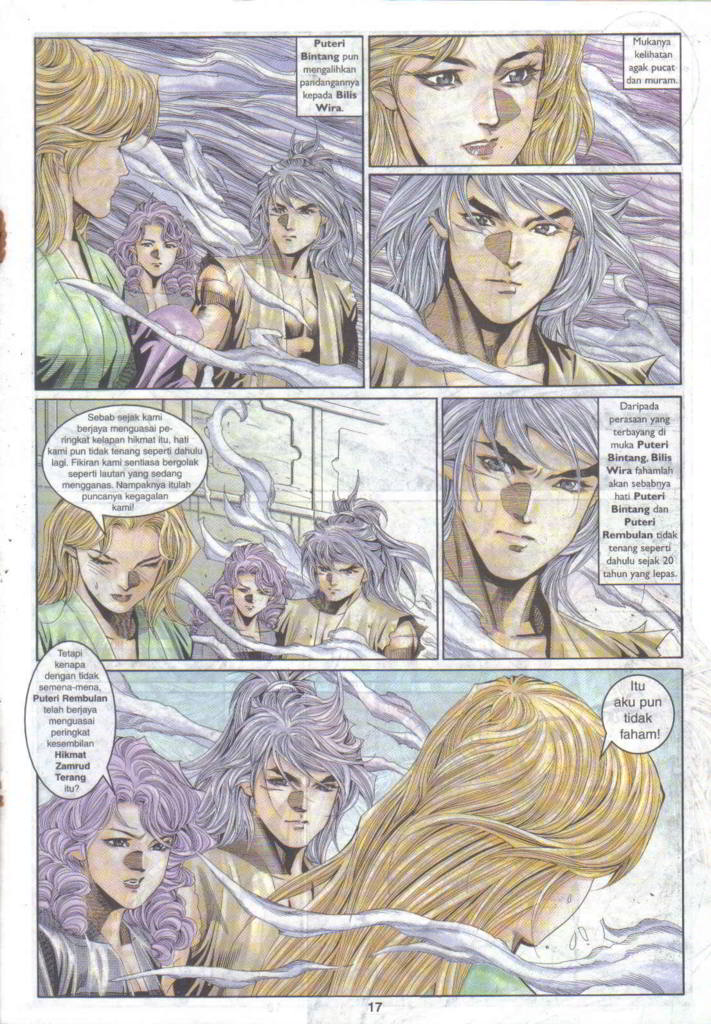 Puteri
Bintang pun
mengalihkan
pandangannya
kepada Bilis
Wira.
Mukanya
kelihatan
agak pucat
dan muram.
Sebab sejak kami
berjaya menguasai pe-
ringkat kelapan hikmat itu, hati
kami pun tidak tenang seperti dahulu
lagi. Fikiran kami sentiasa bergolak
seperti lautan yang sedang
mengganas. Nampaknya itulah
puncanya kegagalan
kami!
Daripada
perasaan yang
terbayang di
muka Puteri
Bintang, Bilis
Wira fahamlah
akan sebabnya
hati Puteri
Bintang dan
Puteri
Rembulan tidak
tenang seperti
dahulu sejak 20
tahun yang lepas.
Tetapi
kenapa
dengan tidak
semena-mena,
Puteri Rembulan
telah berjaya
menguasai
peringkat
kesembilan
Hikmat
Zamrud
Terang
itu?
Itu
aku pun
tidak
faham!
17